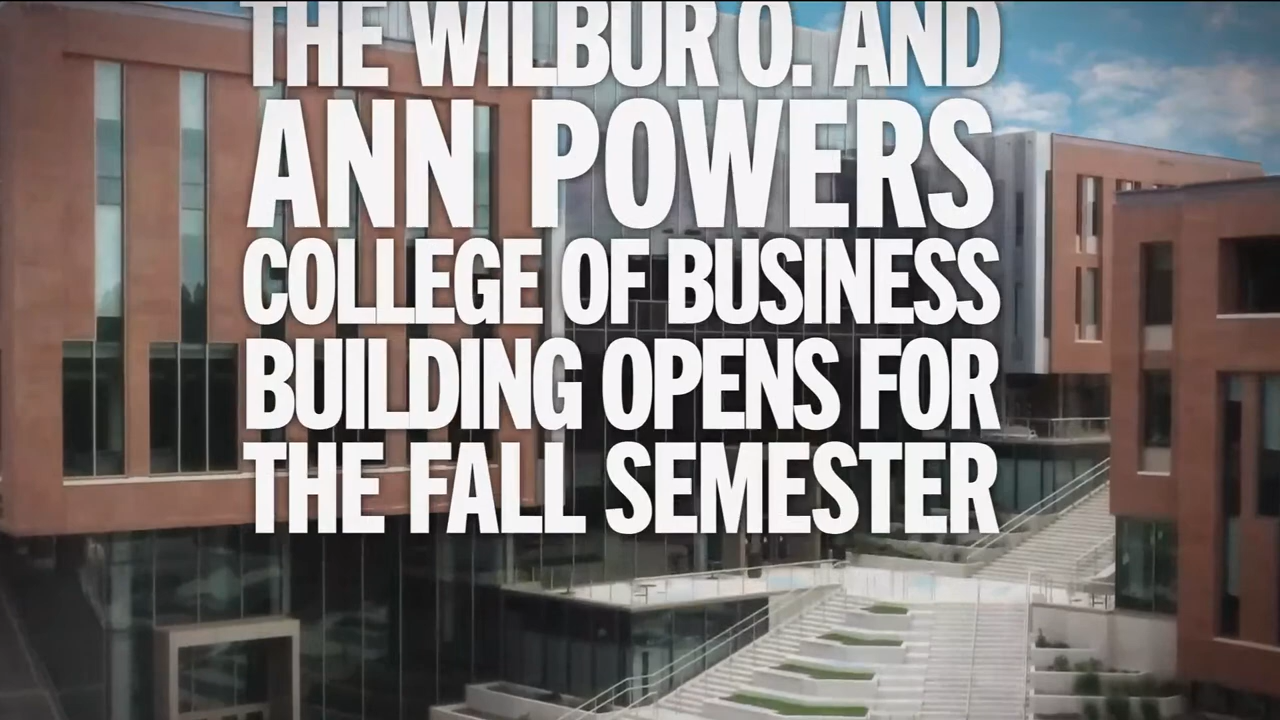 THE WILBUR O. AND
ANN POWERS
COLLEGE OF BUSINESS
BUILDING OPENS FOR
THE FALL SEMESTER